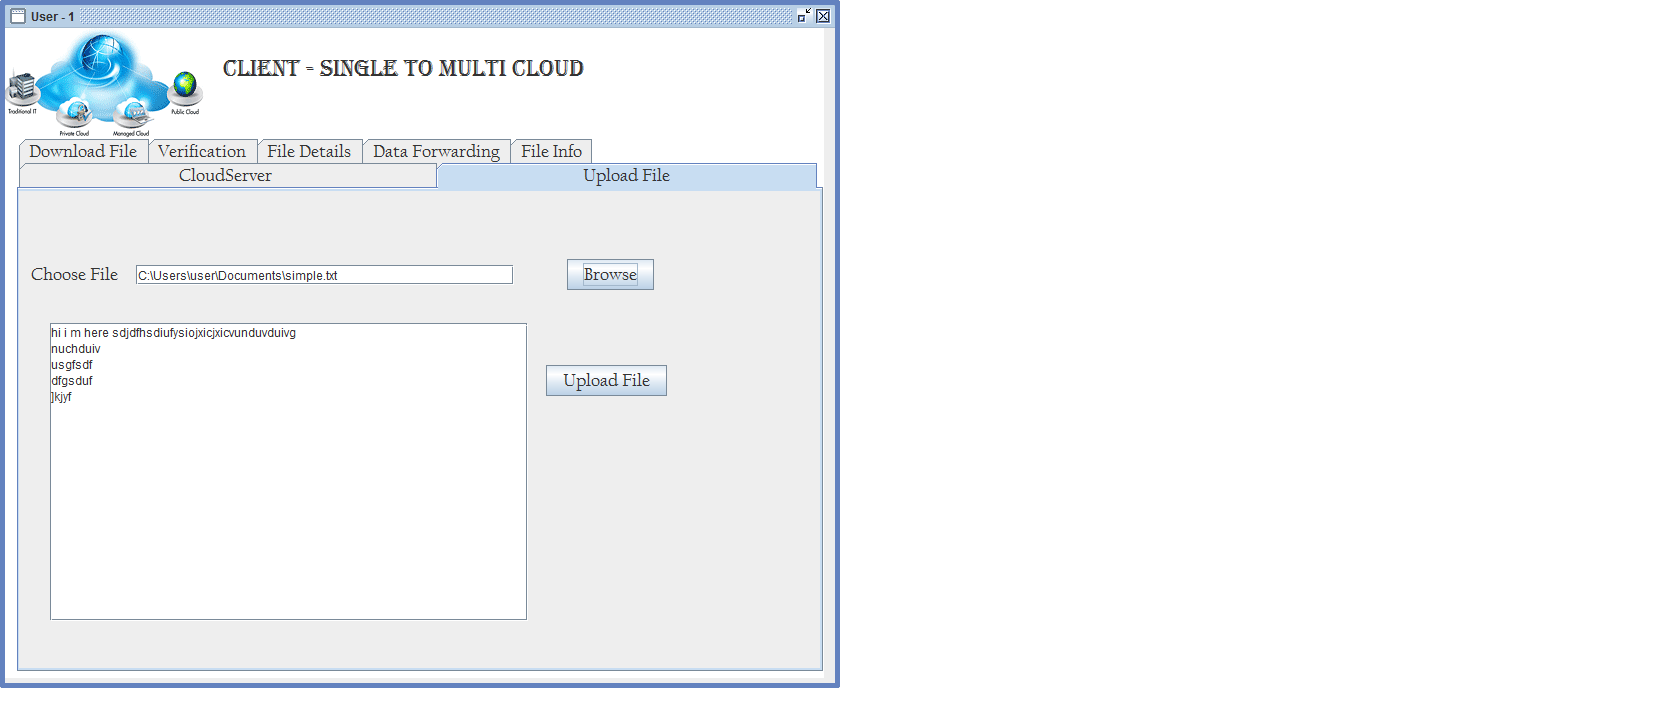 User - 1
CLIENT - SINGLE TO MULTI CLOUD
Traditional IT
Public Cloud
Private Cloud
Managed Cloud
Download File
Verification
File Details
Data Forwarding
File Info
CloudServer
Upload File
Choose File
C:\Users\user\Documents\simple.txt
Browse
hi i m here sdjdfhsdiufysiojxicjxicvunduvduivg
nuchduiv
usgfsdf
dfgsduf
]kjyf
Upload File